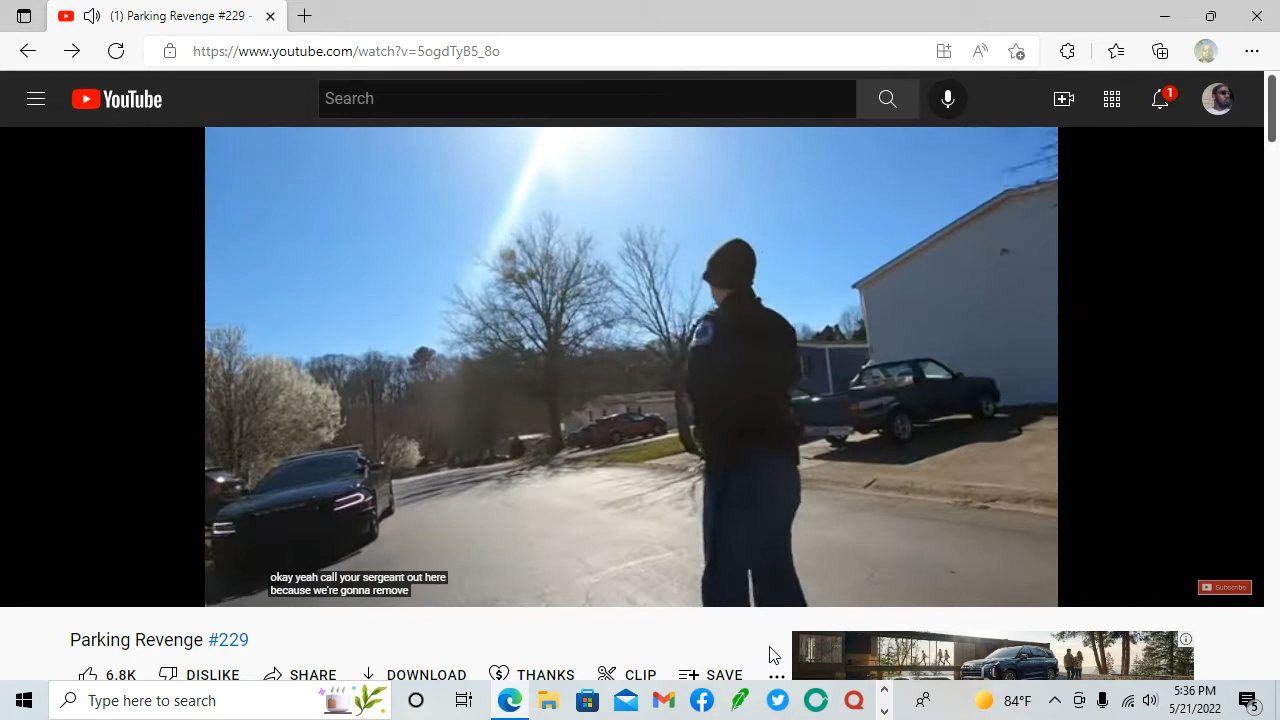 (1) Parking Revenge #229 -
https://www.youtube.com/watch?v=5ogdTyB5_8o
YouTube
Search
1
okay yeah call your sergeant out here
because we're gonna remove
Subscribe
Parking Revenge #229
6.8K DISLIKE SHARE DOWNLOAD THANKS CLIP SAVE
Type here to search
84°F
5:36 PM
5/21/2022
5